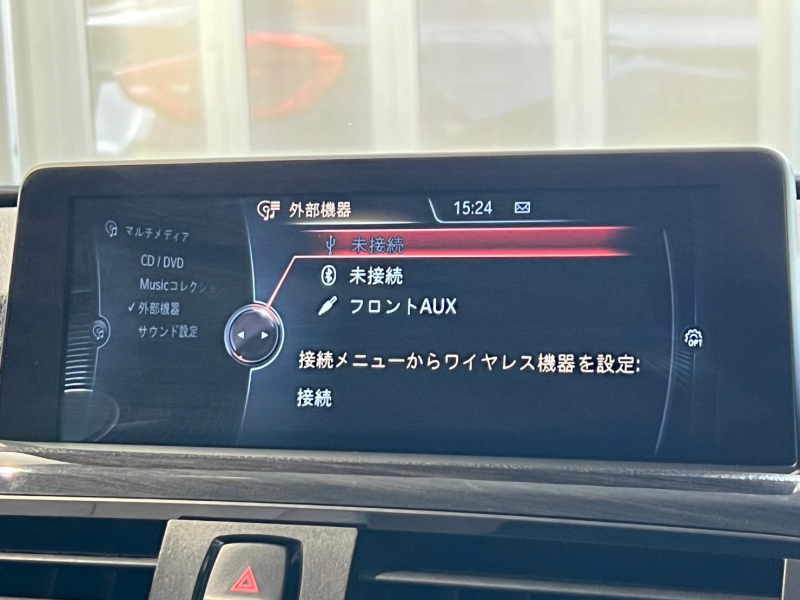 外部機器
15:24
マルチメディア
CD / DVD
Musicコレクション
✓外部機器
サウンド設定
未接続
未接続
フロントAUX
接続メニューからワイヤレス機器を設定:
接続
OPT